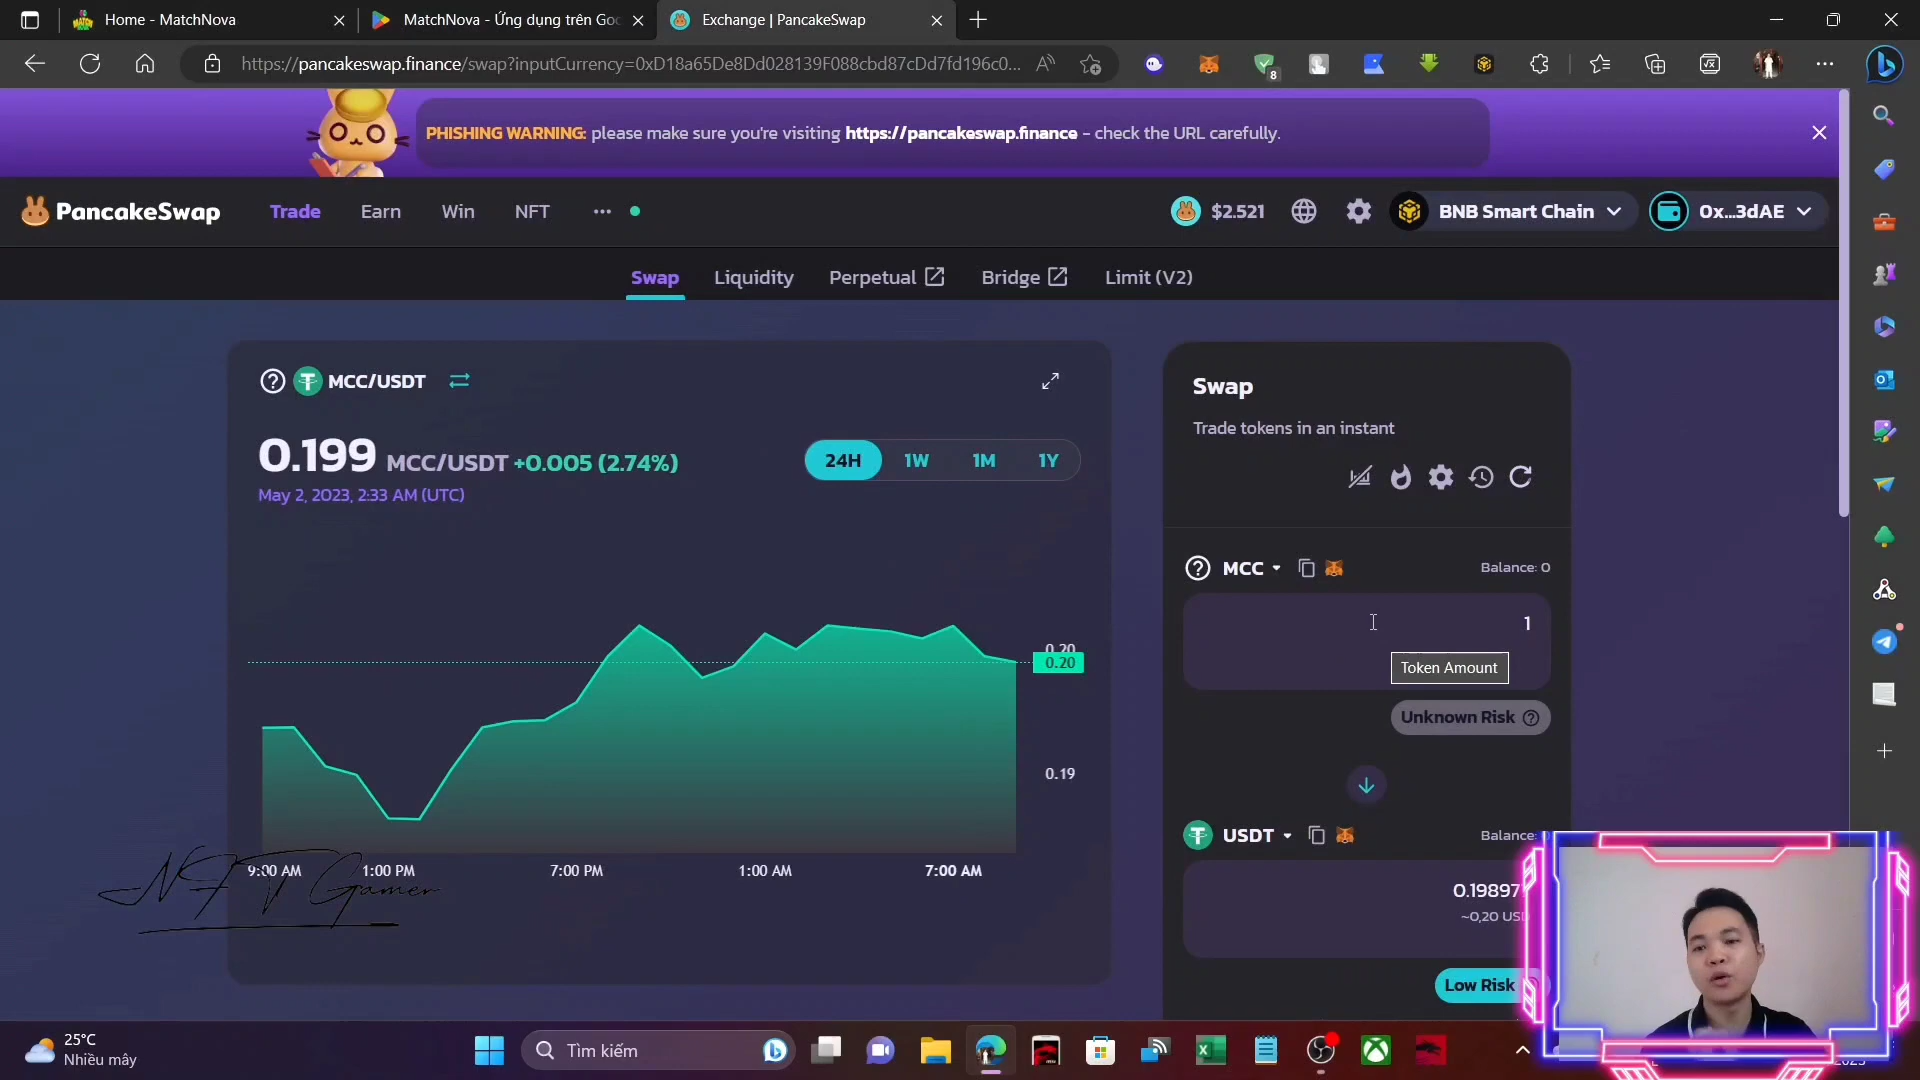 Home - MatchNova
MatchNova - Ứng dụng trên Goo
Exchange | PancakeSwap
https://pancakeswap.finance/swap?inputCurrency=0xD18a65De8Dd028139F088cbd87cDd7fd196c0...
8
PHISHING WARNING: please make sure you're visiting https://pancakeswap.finance - check the URL carefully.
PancakeSwap
Trade
Earn
Win
NFT
$2.521
BNB Smart Chain
0x...3dAE
Swap
Liquidity
Perpetual
Bridge
Limit (V2)
MCC/USDT
0.199 MCC/USDT +0.005 (2.74%)
May 2, 2023, 2:33 AM (UTC)
24H
1W
1M
1Y
0.20
0.20
0.19
9:00 AM
1:00 PM
7:00 PM
1:00 AM
7:00 AM
NFT Gamer
Swap
Trade tokens in an instant
MCC
Balance: 0
1
Token Amount
Unknown Risk
USDT
Balance:
0.19897
~0,20 USD
Low Risk
25°C
Nhiều mây
Tìm kiếm